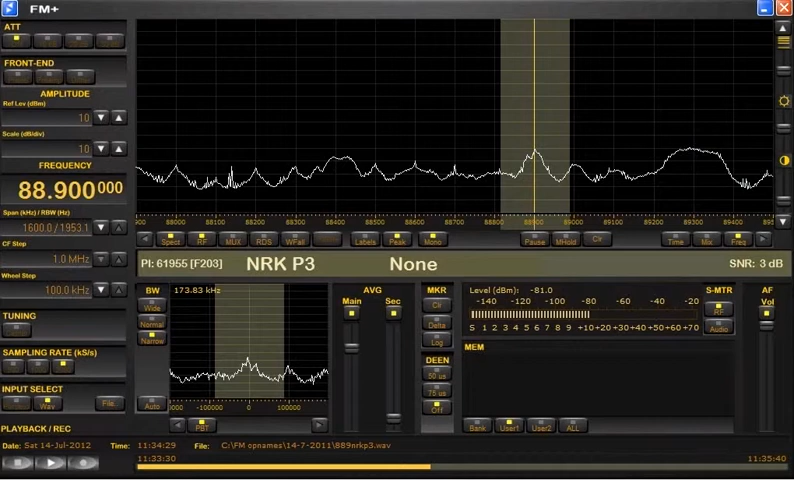 FM+
ATT
FRONT-END
AMPLITUDE
Ref Lev (dBm)
10
Scale (dB/div)
10
FREQUENCY
88.900000
Span (kHz) / RBW (Hz)
1600.0 / 1953.1
CF Step
1.0 MHz
Wheel Step
100.0 kHz
TUNING
SAMPLING RATE (kS/s)
INPUT SELECT
Wav File
900 88000 88100 88200 88300 88400 88500 88600 88700 88800 88900 89000 89100 89200 89300 89400 895
Spect RF MUX RDS WFall Labels Peak Mono Pause MHold Clr Time Mix Freq
PI: 61955 [F203] NRK P3 None SNR: 3 dB
BW
Wide
Normal
Narrow
Auto
173.83 kHz
-100000 0 100000
PBT
AVG
Main Sec
MKR
Clr
Delta
Log
DEEN
50 us
75 us
Off
Level (dBm): -81.0
-140 -120 -100 -80 -60 -40 -20
S 1 2 3 4 5 6 7 8 9 +10+20+30+40+50+60+70
S-MTR
RF
Audio
AF
Vol
MEM
Bank User1 User2 ALL
PLAYBACK / REC
Date: Sat 14-Jul-2012 Time: 11:34:29 File: C:\FM opnames\14-7-2011\889nrkp3.wav
11:33:30 11:35:40